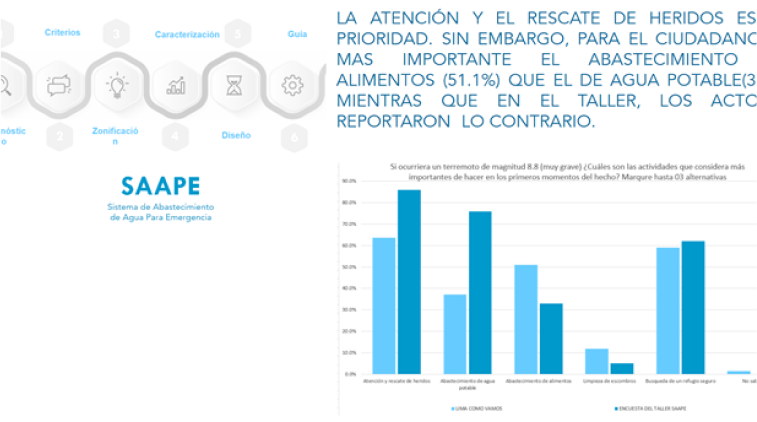 Criterios
3
Caracterización
5
Guía
2
Zonificació
n
4
Diseño
6
SAAPE
Sistema de Abastecimiento
de Agua Para Emergencia
LA ATENCIÓN Y EL RESCATE DE HERIDOS ES
PRIORIDAD. SIN EMBARGO, PARA EL CIUDADANO
MAS IMPORTANTE EL ABASTECIMIENTO
ALIMENTOS (51.1%) QUE EL DE AGUA POTABLE(3
MIENTRAS QUE EN EL TALLER, LOS ACTO
REPORTARON LO CONTRARIO.
Si ocurriera un terremoto de magnitud 8.8 (muy grave) ¿Cuáles son las actividades que considera más
importantes de hacer en los primeros momentos del hecho? Marqure hasta 03 alternativas
90.0%
80.0%
70.0%
60.0%
50.0%
40.0%
30.0%
20.0%
10.0%
0.0%
Atención y rescate de heridos
Abastecimiento de agua
potable
Abastecimiento de alimentos
Limpieza de escombros
Busqueda de un refugio seguro
No sab
LIMA COMO VAMOS
ENCUESTA DEL TALLER SAAPE